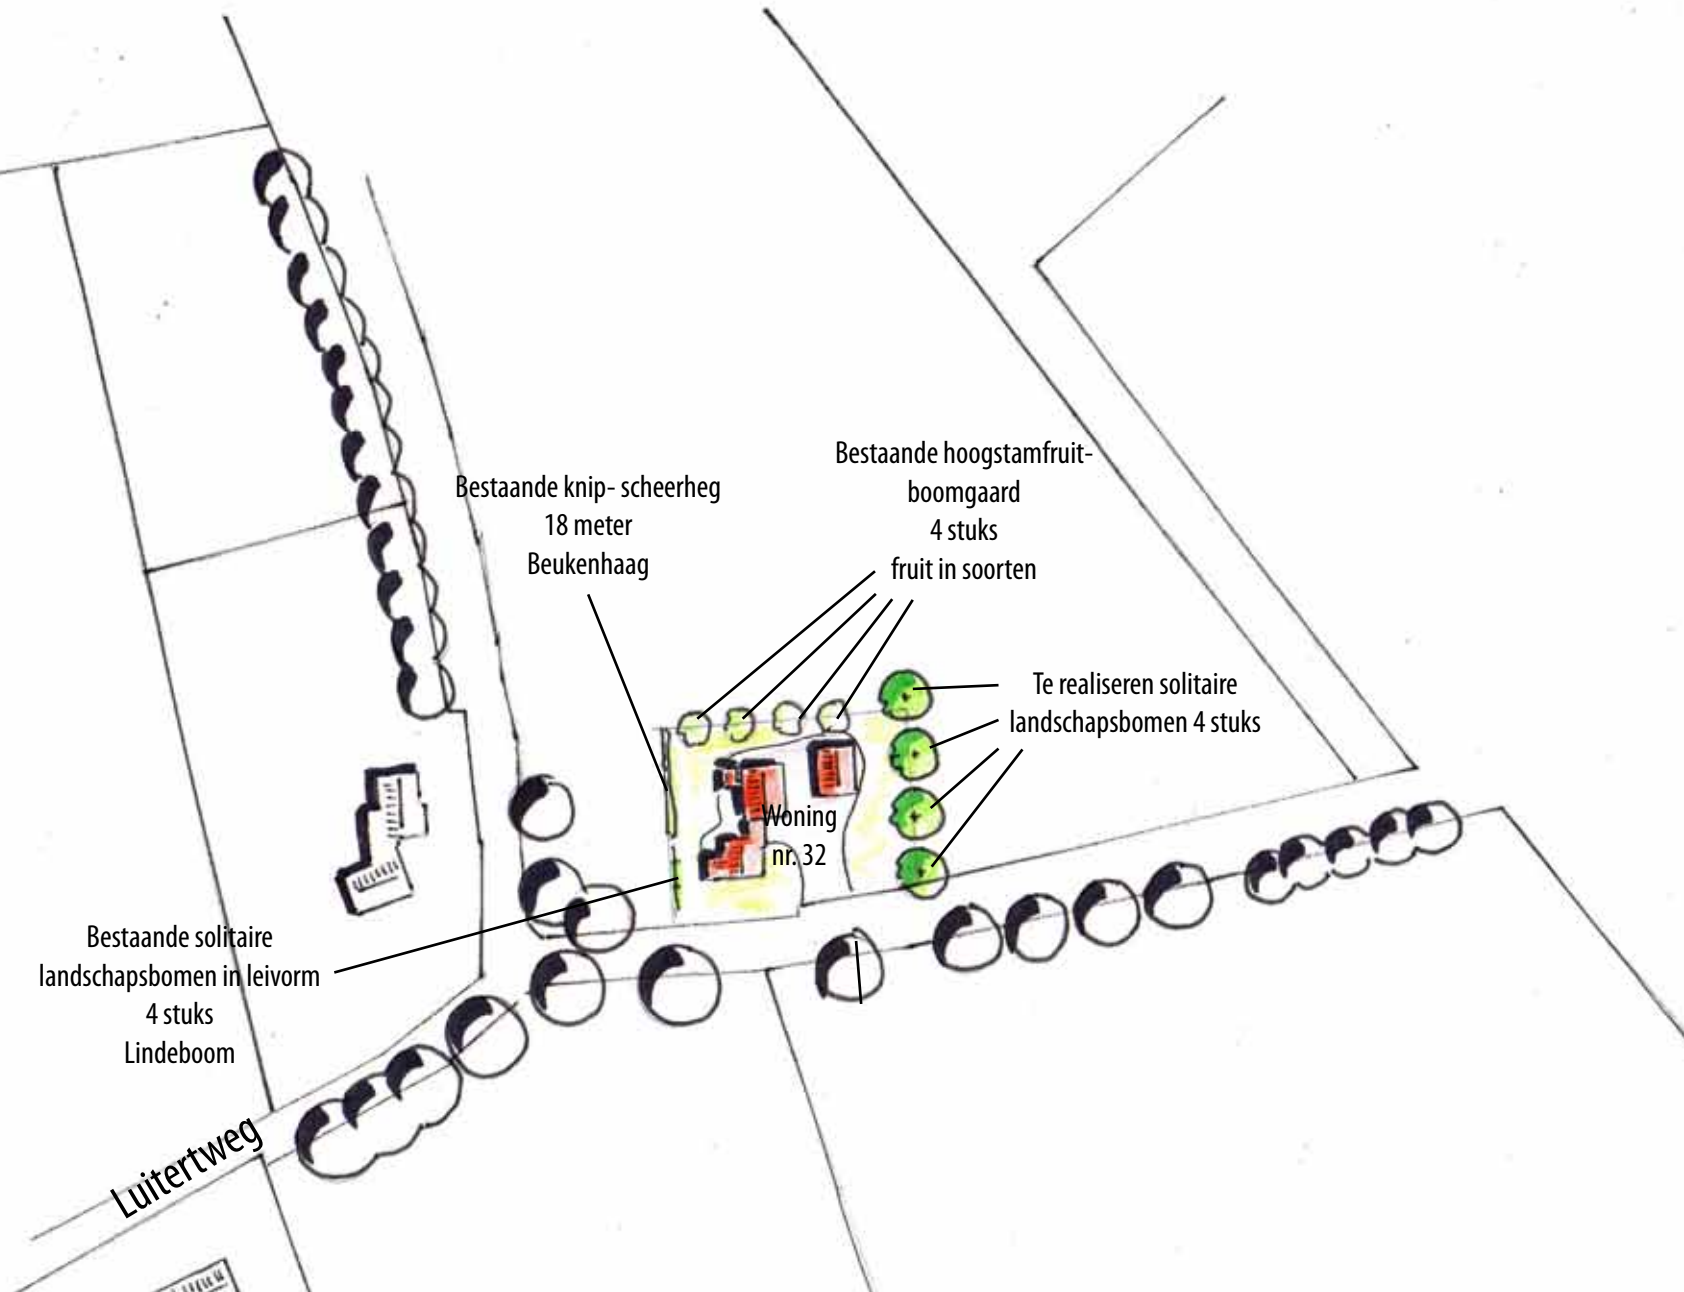 Bestaande hoogstamfruit-
boomgaard
4 stuks
fruit in soorten
Bestaande knip- scheerheg
18 meter
Beukenhaag
Te realiseren solitaire
landschapsbomen 4 stuks
Woning
nr. 32
Bestaande solitaire
landschapsbomen in leivorm
4 stuks
Lindeboom
Luitertweg